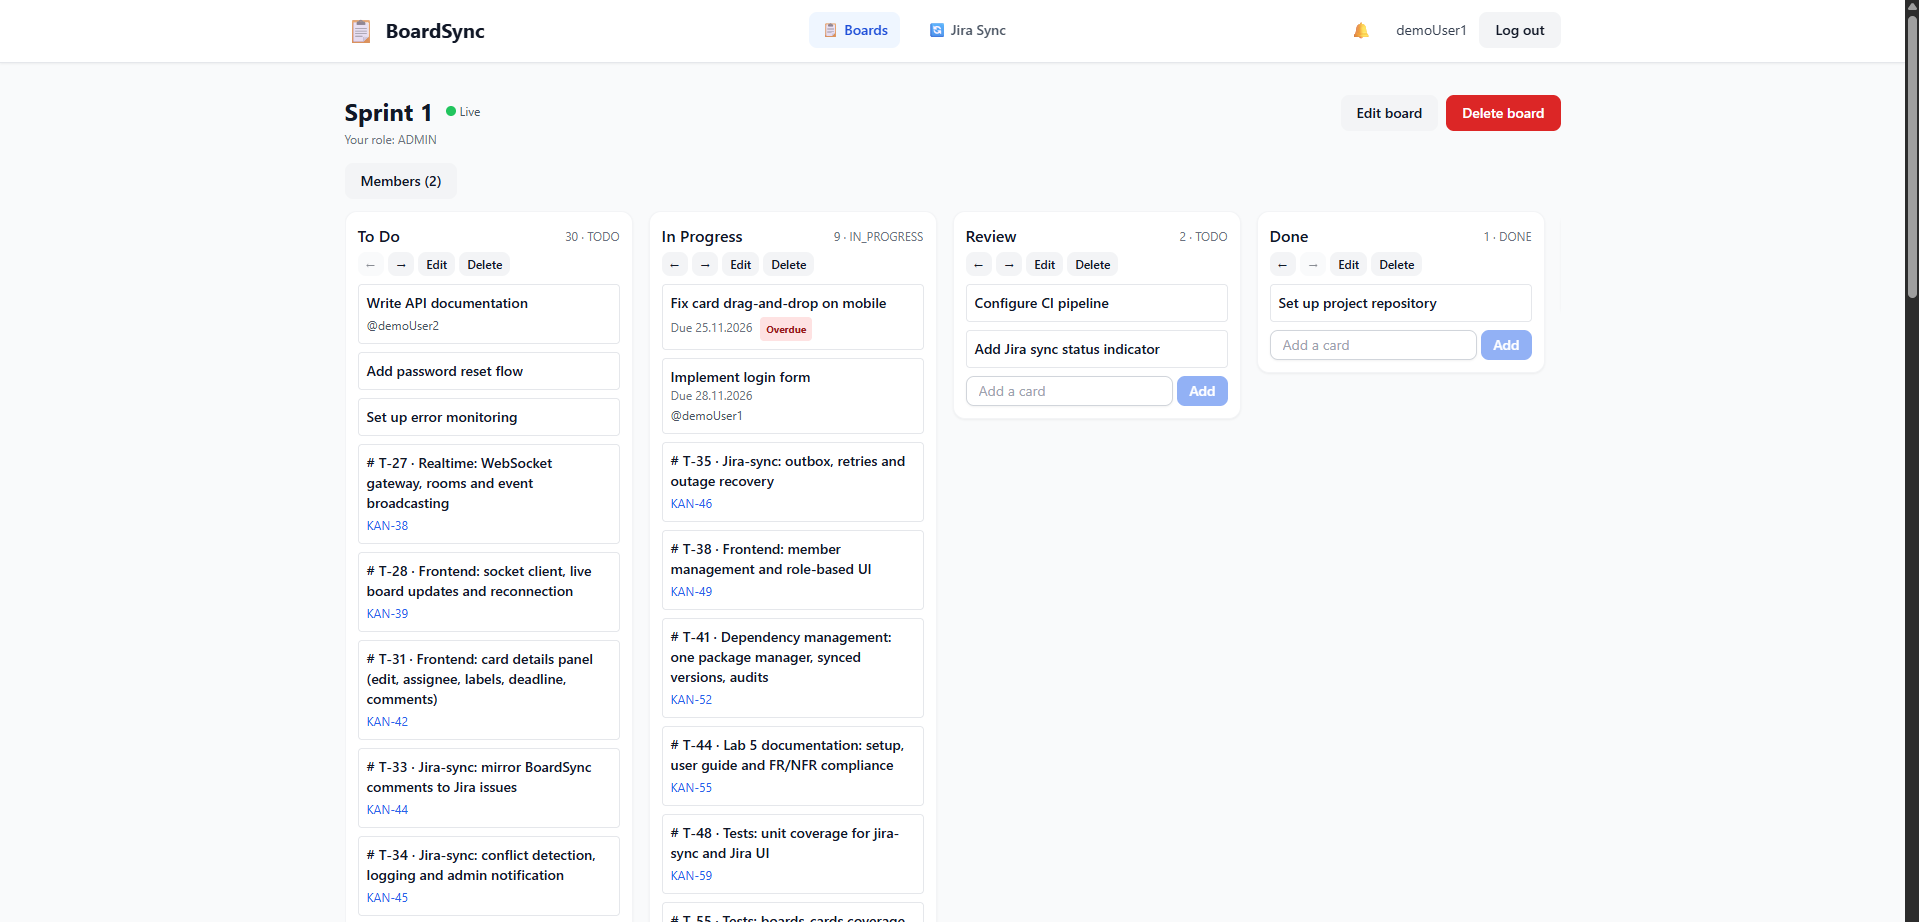 BoardSync
Boards
Jira Sync
demoUser1
Log out
Sprint 1
Live
Your role: ADMIN
Edit board
Delete board
Members (2)
To Do
30 · TODO
← → Edit Delete
Write API documentation
@demoUser2
Add password reset flow
Set up error monitoring
# T-27 · Realtime: WebSocket
gateway, rooms and event
broadcasting
KAN-38
# T-28 · Frontend: socket client, live
board updates and reconnection
KAN-39
# T-31 · Frontend: card details panel
(edit, assignee, labels, deadline,
comments)
KAN-42
# T-33 · Jira-sync: mirror BoardSync
comments to Jira issues
KAN-44
# T-34 · Jira-sync: conflict detection,
logging and admin notification
KAN-45
In Progress
9 · IN_PROGRESS
← → Edit Delete
Fix card drag-and-drop on mobile
Due 25.11.2026 Overdue
Implement login form
Due 28.11.2026
@demoUser1
# T-35 · Jira-sync: outbox, retries and
outage recovery
KAN-46
# T-38 · Frontend: member
management and role-based UI
KAN-49
# T-41 · Dependency management:
one package manager, synced
versions, audits
KAN-52
# T-44 · Lab 5 documentation: setup,
user guide and FR/NFR compliance
KAN-55
# T-48 · Tests: unit coverage for jira-
sync and Jira UI
KAN-59
# T-55 · Tests: boards-cards coverage
Review
2 · TODO
← → Edit Delete
Configure CI pipeline
Add Jira sync status indicator
Add a card
Add
Done
1 · DONE
← → Edit Delete
Set up project repository
Add a card
Add